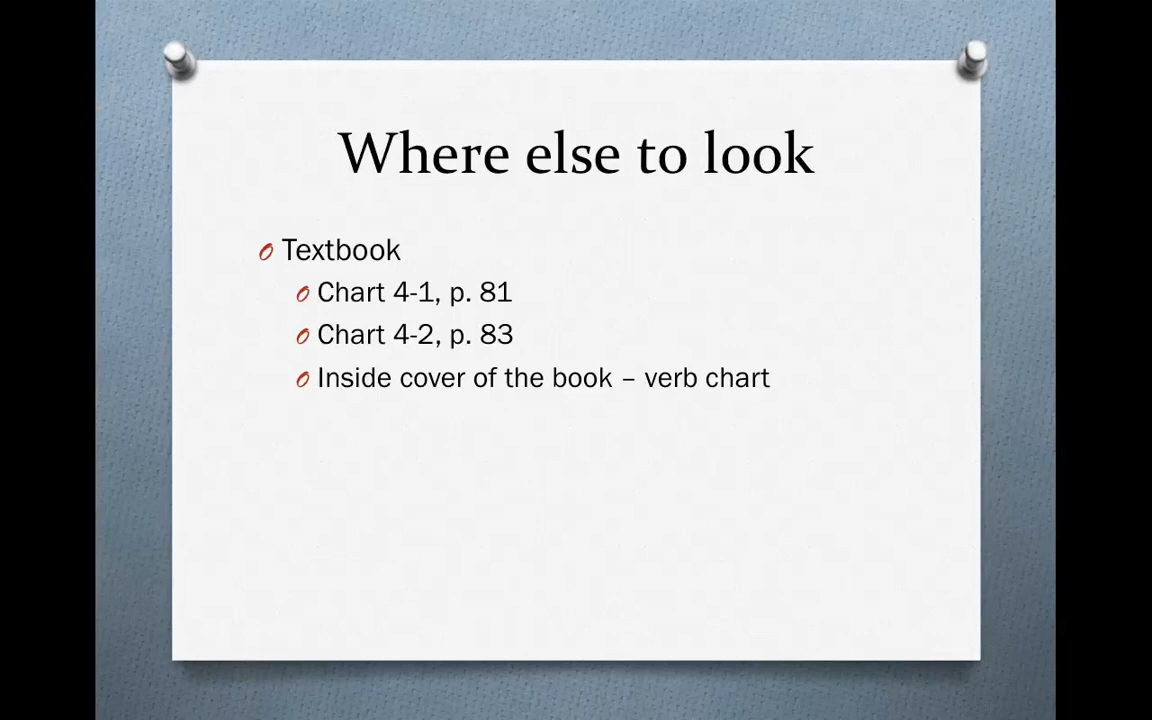 Where else to look
Textbook
Chart 4-1, p. 81
Chart 4-2, p. 83
Inside cover of the book – verb chart